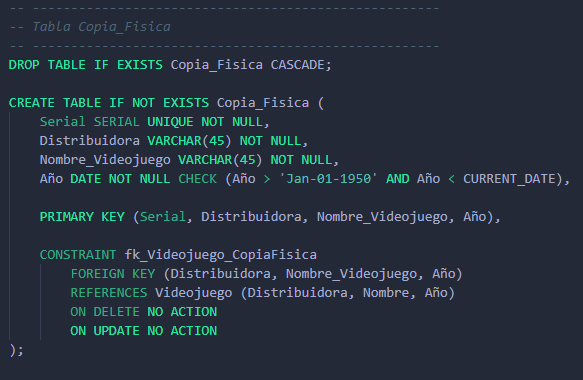 -- -----------------------------------------------------
-- Tabla Copia_Fisica
-- -----------------------------------------------------
DROP TABLE IF EXISTS Copia_Fisica CASCADE;

CREATE TABLE IF NOT EXISTS Copia_Fisica (
    Serial SERIAL UNIQUE NOT NULL,
    Distribuidora VARCHAR(45) NOT NULL,
    Nombre_Videojuego VARCHAR(45) NOT NULL,
    Año DATE NOT NULL CHECK (Año > 'Jan-01-1950' AND Año < CURRENT_DATE),

    PRIMARY KEY (Serial, Distribuidora, Nombre_Videojuego, Año),

    CONSTRAINT fk_Videojuego_CopiaFisica
        FOREIGN KEY (Distribuidora, Nombre_Videojuego, Año)
        REFERENCES Videojuego (Distribuidora, Nombre, Año)
        ON DELETE NO ACTION
        ON UPDATE NO ACTION
);